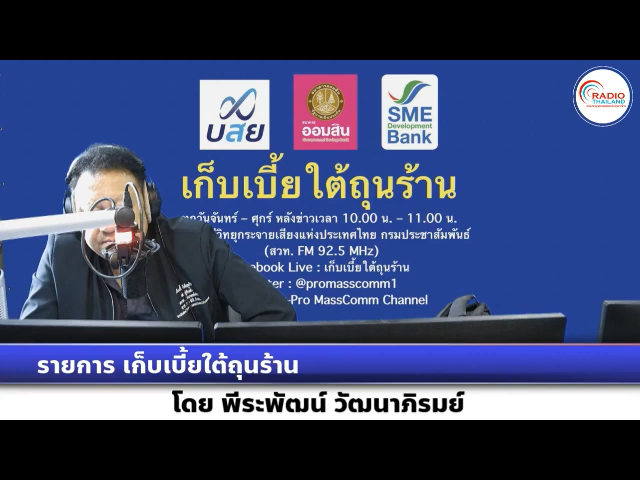 RADIO
THAILAND
บสย
ธนาคาร
ออมสิน
SME
Development
Bank
เก็บเบี้ยใต้ถุนร้าน
ทุกวันจันทร์ – ศุกร์ หลังข่าวเวลา 10.00 น. – 11.00 น.
วิทยุกระจายเสียงแห่งประเทศไทย กรมประชาสัมพันธ์
(สวท. FM 92.5 MHz)
ebook Live : เก็บเบี้ยใต้ถุนร้าน
ter : @promasscomm1
-Pro MassComm Channel
รายการ เก็บเบี้ยใต้ถุนร้าน
โดย พีระพัฒน์ วัฒนาภิรมย์